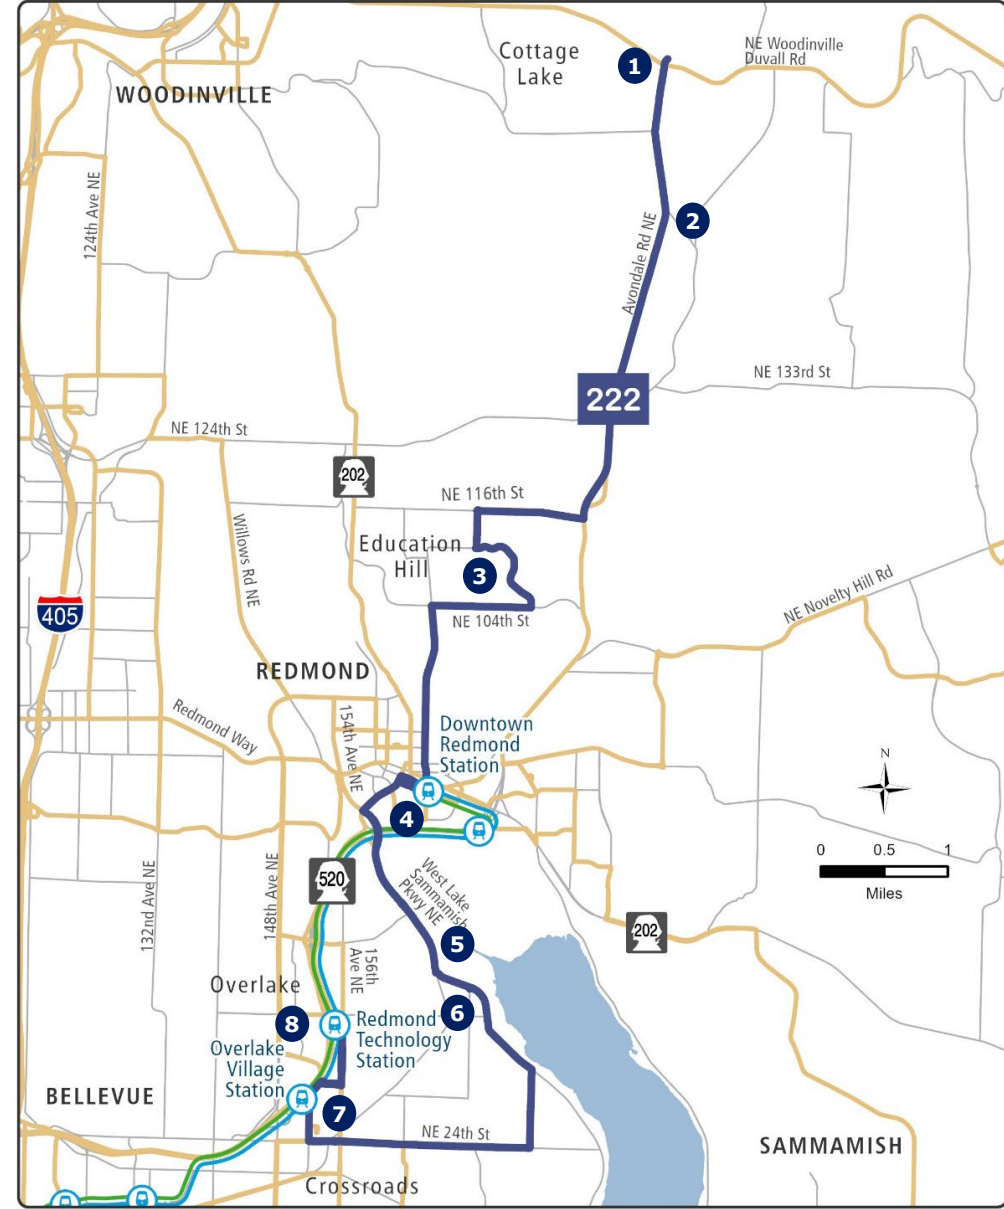 Cottage
Lake
1
NE Woodinville
Duvall Rd
WOODINVILLE
124th Ave NE
2
Avondale Rd NE
NE 133rd St
222
NE 124th St
202
NE 116th St
Willows Rd NE
Education
Hill
3
NE Novelty Hill Rd
405
NE 104th St
REDMOND
Redmond Way
154th Ave NE
Downtown
Redmond
Station
N
4
0 0.5 1
Miles
520
West Lake
Sammamish
Pkwy NE
132nd Ave NE
148th Ave NE
202
5
156th
Ave NE
Overlake
6
8
Redmond
Technology
Station
Overlake
Village
Station
BELLEVUE
7
NE 24th St
SAMMAMISH
Crossroads